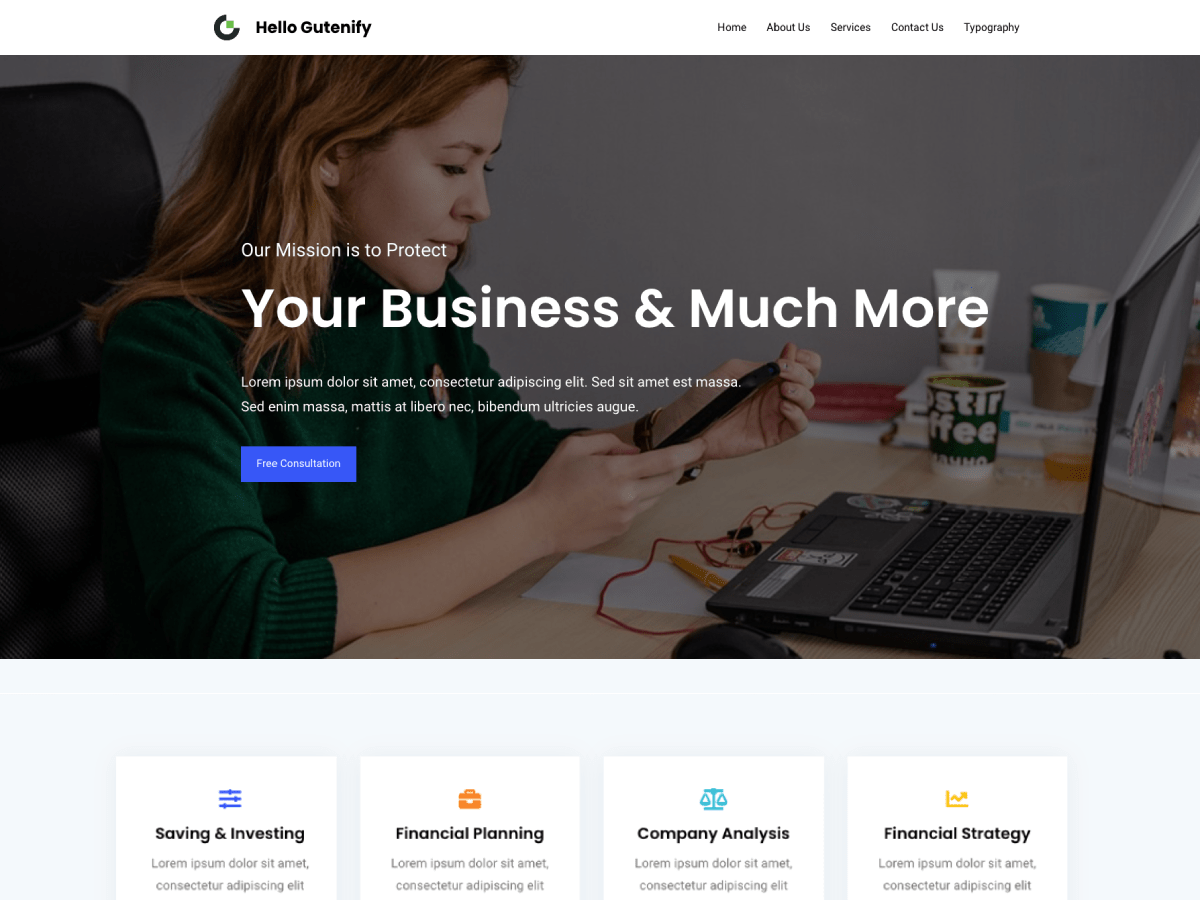 Hello Gutenify
Home About Us Services Contact Us Typography
Our Mission is to Protect
Your Business & Much More
Lorem ipsum dolor sit amet, consectetur adipiscing elit. Sed sit amet est massa.
Sed enim massa, mattis at libero nec, bibendum ultricies augue.
Free Consultation
Saving & Investing
Lorem ipsum dolor sit amet,
consectetur adipiscing elit
Financial Planning
Lorem ipsum dolor sit amet,
consectetur adipiscing elit
Company Analysis
Lorem ipsum dolor sit amet,
consectetur adipiscing elit
Financial Strategy
Lorem ipsum dolor sit amet,
consectetur adipiscing elit